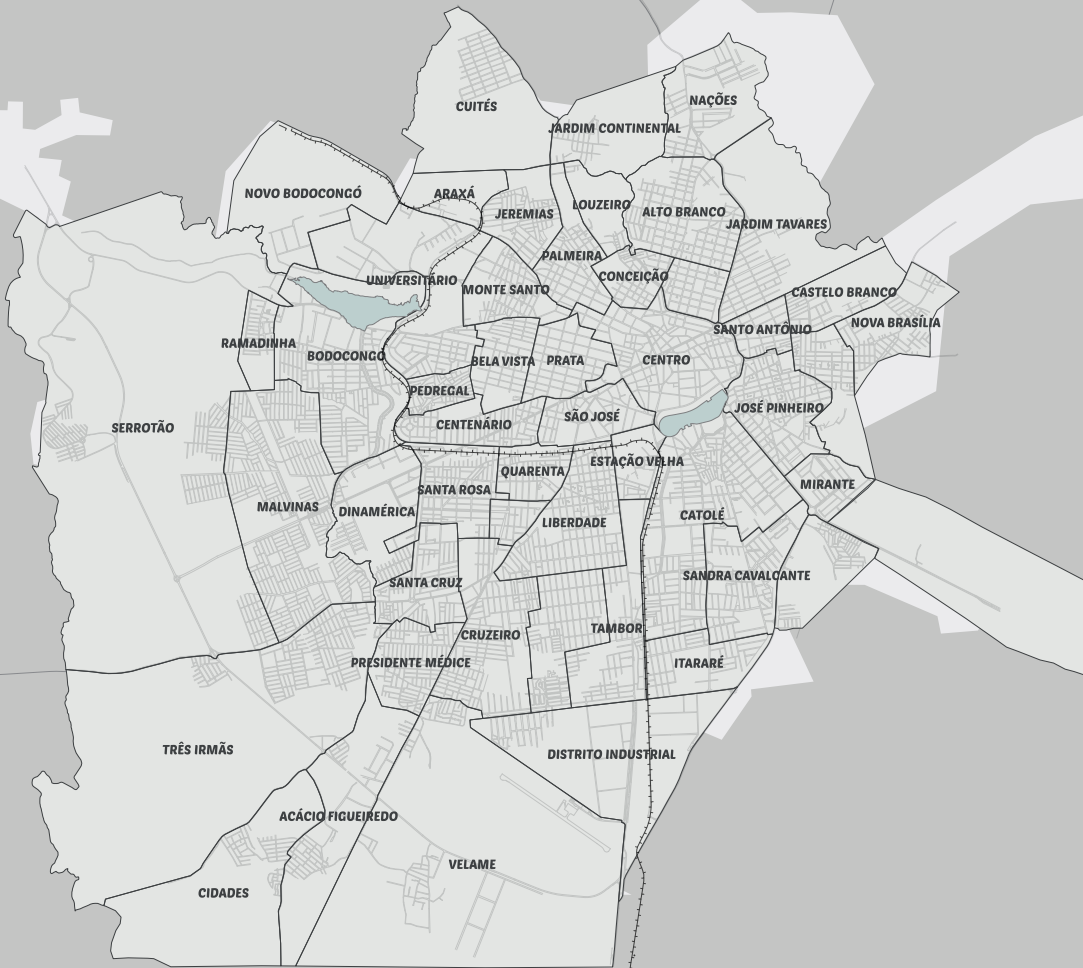 CUITÉS
NAÇÕES
JARDIM CONTINENTAL
NOVO BODOCONGÓ
ARAXÁ
JEREMIAS
LOUZEIRO
ALTO BRANCO
JARDIM TAVARES
PALMEIRA
CONCEIÇÃO
UNIVERSITÁRIO
MONTE SANTO
CASTELO BRANCO
NOVA BRASÍLIA
SANTO ANTÔNIO
RAMADINHA
BODOCONGÓ
BELA VISTA
PRATA
CENTRO
PEDREGAL
JOSÉ PINHEIRO
SÃO JOSÉ
CENTENÁRIO
SERROTÃO
ESTAÇÃO VELHA
QUARENTA
MIRANTE
SANTA ROSA
MALVINAS
DINAMÉRICA
CATOLÉ
LIBERDADE
SANDRA CAVALCANTE
SANTA CRUZ
TAMBOR
CRUZEIRO
PRESIDENTE MÉDICE
ITARARÉ
TRÊS IRMÃS
DISTRITO INDUSTRIAL
ACÁCIO FIGUEIREDO
VELAME
CIDADES